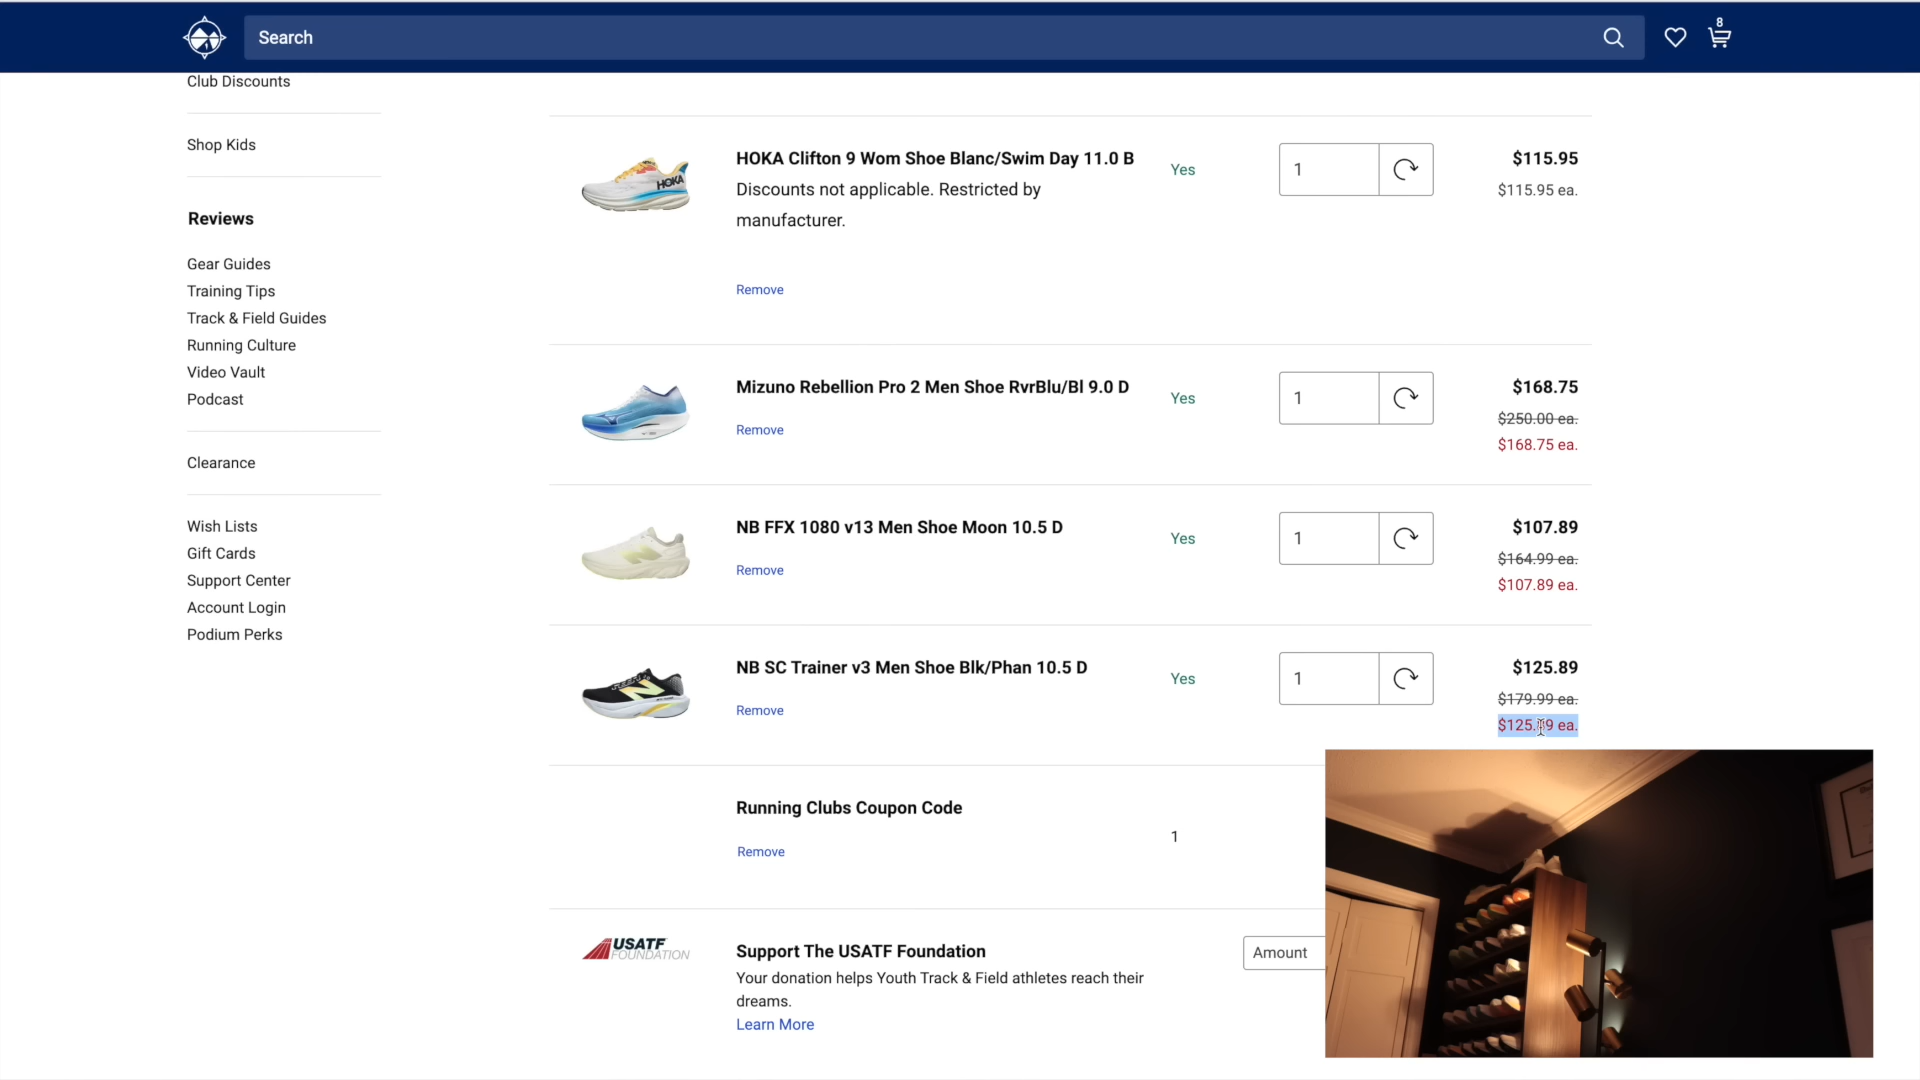 Search
8
Club Discounts
Shop Kids
Reviews
Gear Guides
Training Tips
Track & Field Guides
Running Culture
Video Vault
Podcast
Clearance
Wish Lists
Gift Cards
Support Center
Account Login
Podium Perks
HOKA Clifton 9 Wom Shoe Blanc/Swim Day 11.0 B
Discounts not applicable. Restricted by
manufacturer.
Remove
Yes
1
$115.95
$115.95 ea.
HOKA
Mizuno Rebellion Pro 2 Men Shoe RvrBlu/Bl 9.0 D
Remove
Yes
1
$168.75
$250.00 ea.
$168.75 ea.
NB FFX 1080 v13 Men Shoe Moon 10.5 D
Remove
Yes
1
$107.89
$164.99 ea.
$107.89 ea.
NB SC Trainer v3 Men Shoe Blk/Phan 10.5 D
Remove
Yes
1
$125.89
$179.99 ea.
$125.89 ea.
Running Clubs Coupon Code
Remove
1
USATF
FOUNDATION
Support The USATF Foundation
Your donation helps Youth Track & Field athletes reach their
dreams.
Learn More
Amount